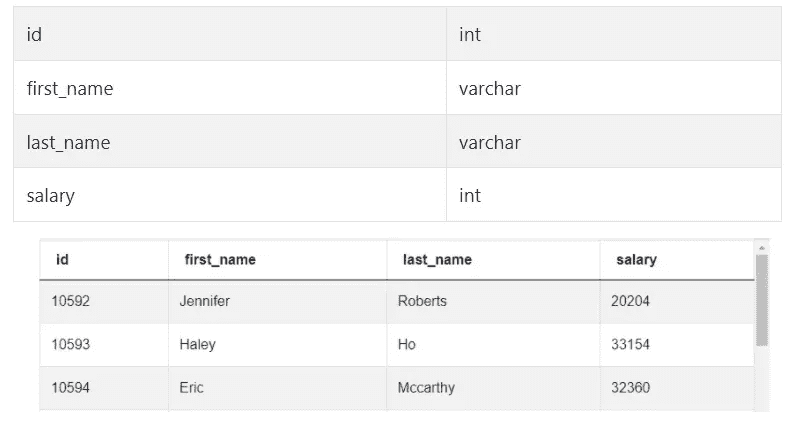 id int
first_name varchar
last_name varchar
salary int
id first_name last_name salary
10592 Jennifer Roberts 20204
10593 Haley Ho 33154
10594 Eric Mccarthy 32360